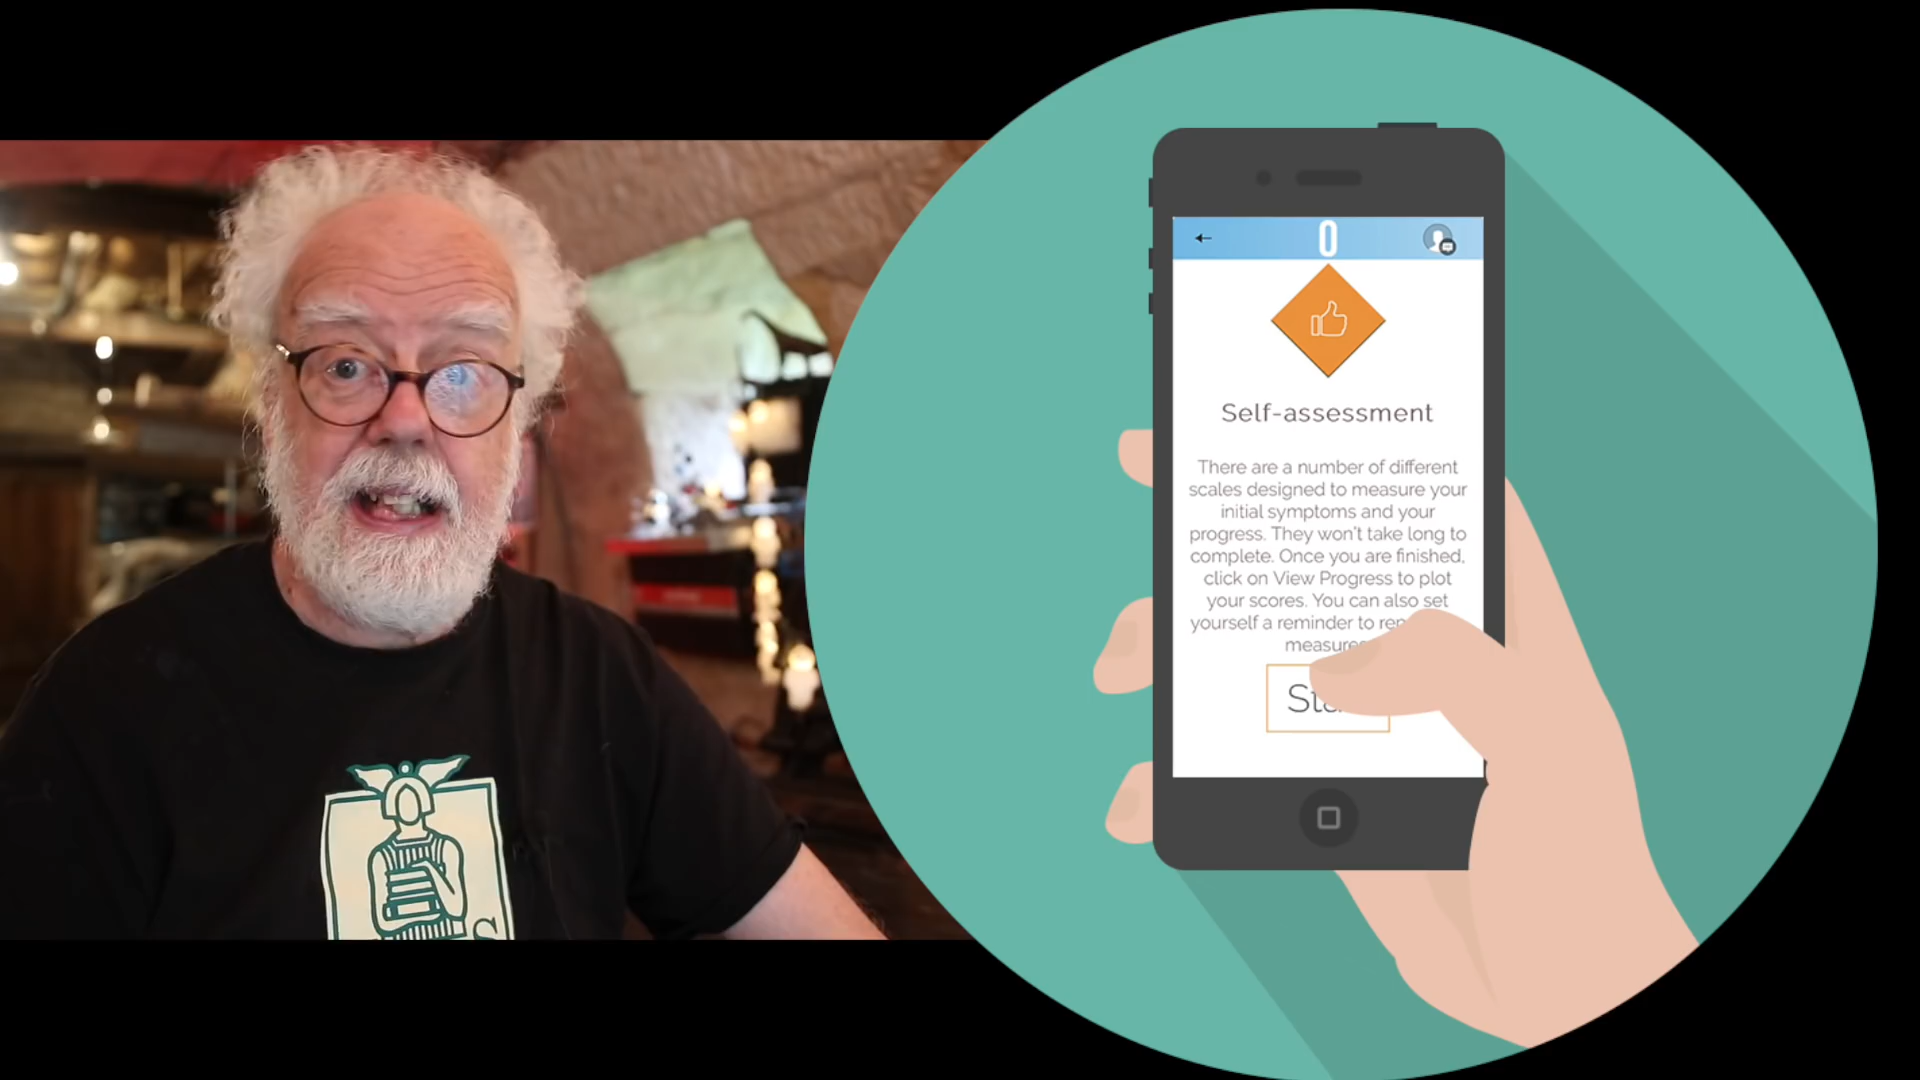 0
Self-assessment
There are a number of different
scales designed to measure your
initial symptoms and your
progress. They won't take long to
complete. Once you are finished,
click on View Progress to plot
your scores. You can also set
yourself a reminder to